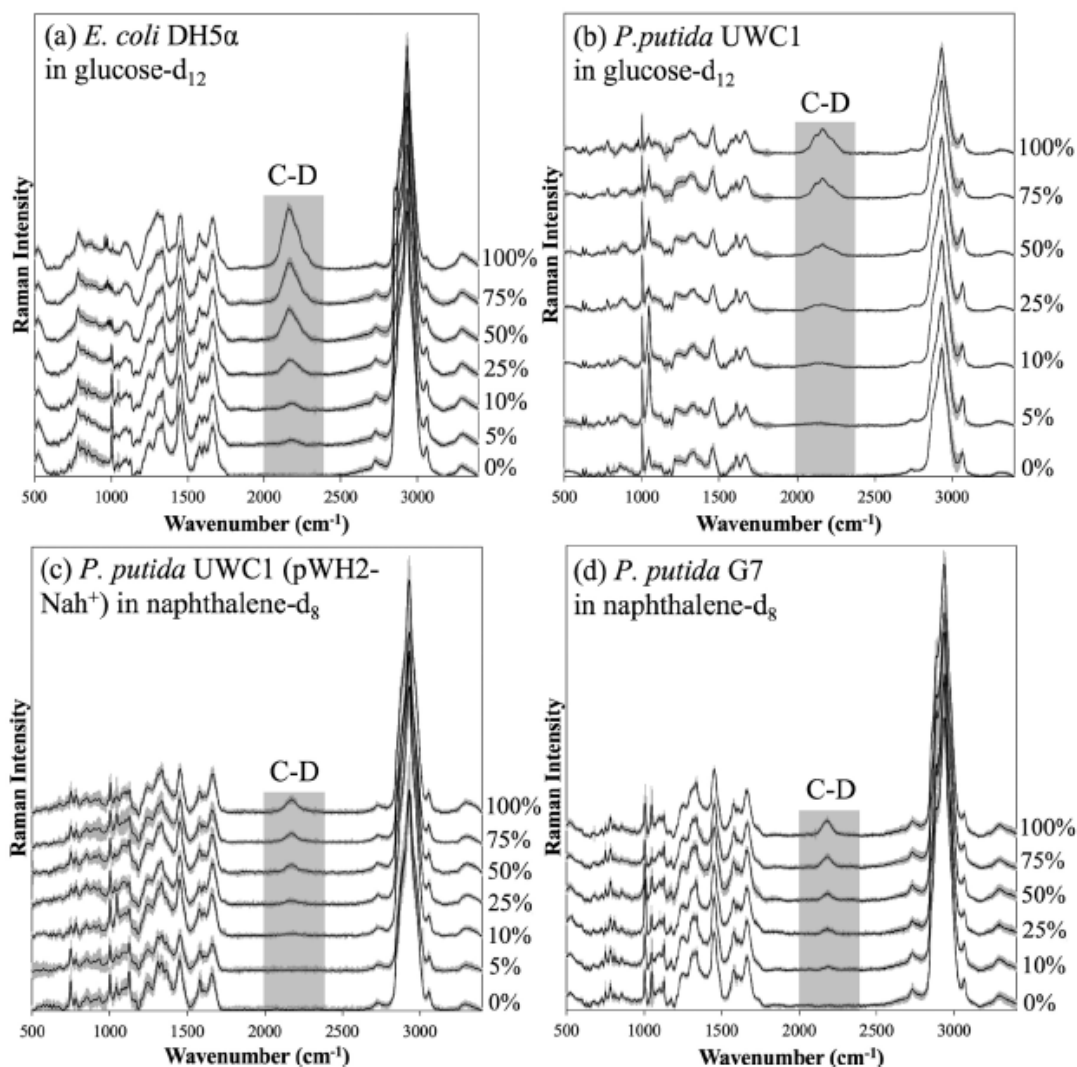 (a) E. coli DH5α
in glucose-d₁₂
C-D
100%
75%
50%
25%
10%
5%
0%
Raman Intensity
500 1000 1500 2000 2500 3000
Wavenumber (cm⁻¹)
(b) P.putida UWC1
in glucose-d₁₂
C-D
100%
75%
50%
25%
10%
5%
0%
Raman Intensity
500 1000 1500 2000 2500 3000
Wavenumber (cm⁻¹)
(c) P. putida UWC1 (pWH2-
Nah⁺) in naphthalene-d₈
C-D
100%
75%
50%
25%
10%
5%
0%
Raman Intensity
500 1000 1500 2000 2500 3000
Wavenumber (cm⁻¹)
(d) P. putida G7
in naphthalene-d₈
C-D
100%
75%
50%
25%
10%
0%
Raman Intensity
500 1000 1500 2000 2500 3000
Wavenumber (cm⁻¹)